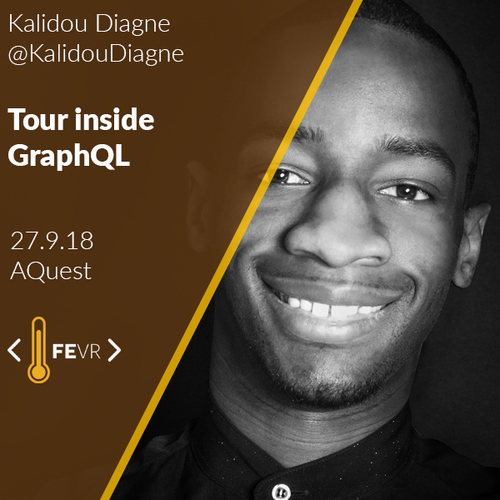 Kalidou Diagne
@KalidouDiagne
Tour inside
GraphQL
27.9.18
AQuest
FEVR